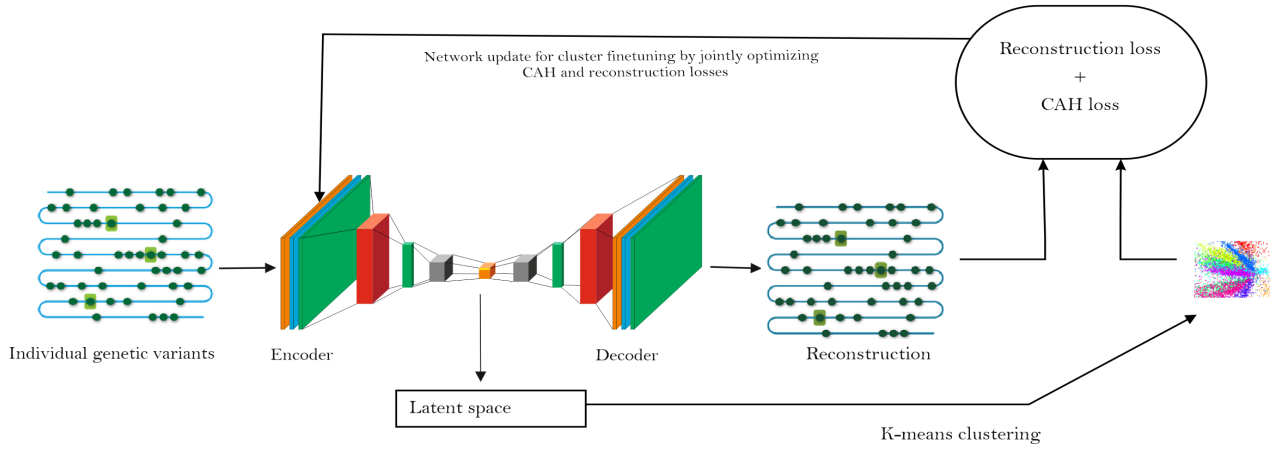 Network update for cluster finetuning by jointly optimizing
CAH and reconstruction losses
Reconstruction loss
+
CAH loss
Individual genetic variants
Encoder
Decoder
Reconstruction
Latent space
K-means clustering